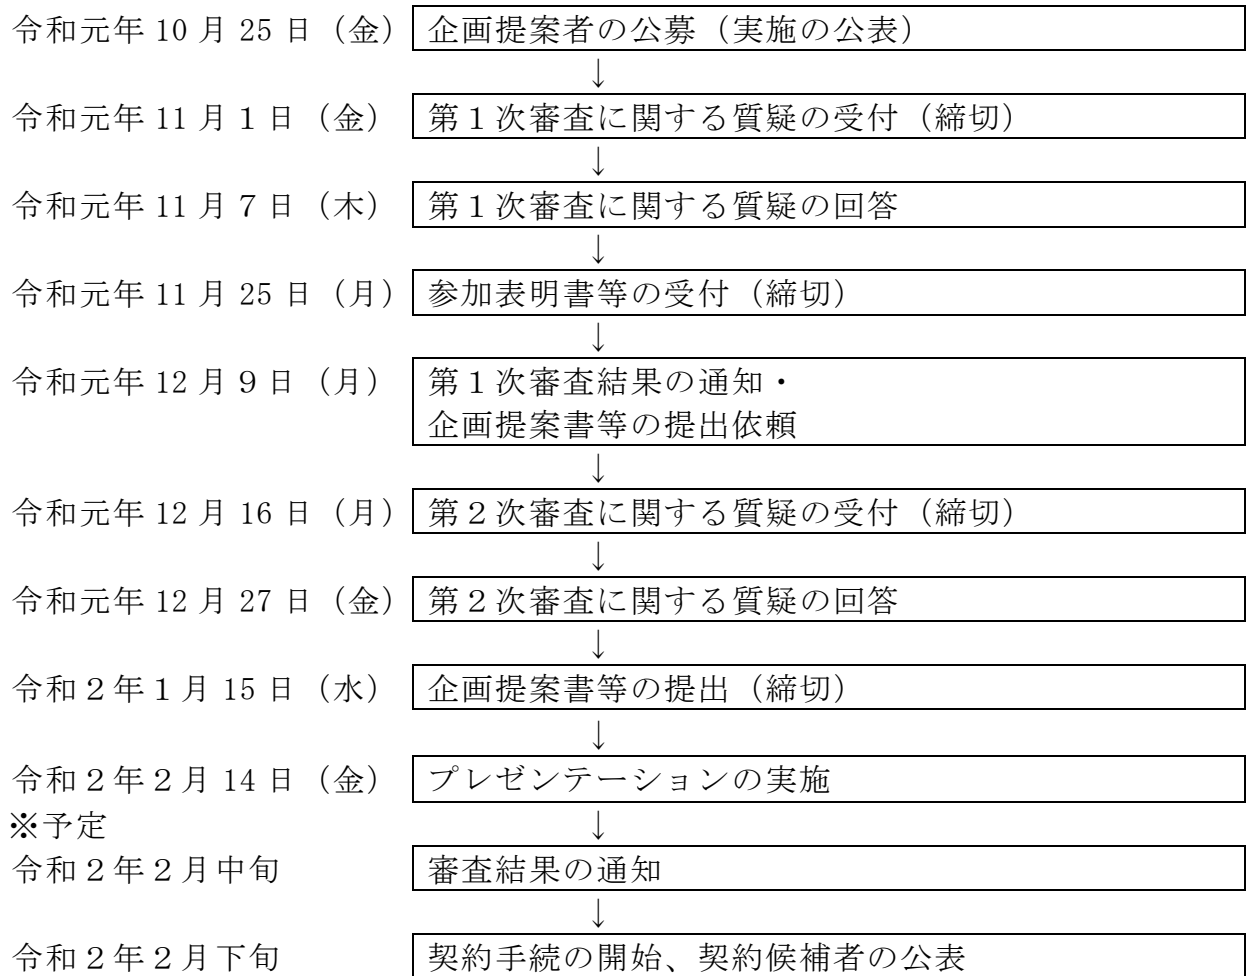 令和元年 10 月 25 日（金） 企画提案者の公募（実施の公表）
↓
令和元年 11 月１日（金） 第１次審査に関する質疑の受付（締切）
↓
令和元年 11 月７日（木） 第１次審査に関する質疑の回答
↓
令和元年 11 月 25 日（月） 参加表明書等の受付（締切）
↓
令和元年 12 月９日（月） 第１次審査結果の通知・
企画提案書等の提出依頼
↓
令和元年 12 月 16 日（月） 第２次審査に関する質疑の受付（締切）
↓
令和元年 12 月 27 日（金） 第２次審査に関する質疑の回答
↓
令和２年１月 15 日（水） 企画提案書等の提出（締切）
↓
令和２年２月 14 日（金） プレゼンテーションの実施
※予定 ↓
令和２年２月中旬 審査結果の通知
↓
令和２年２月下旬 契約手続の開始、契約候補者の公表